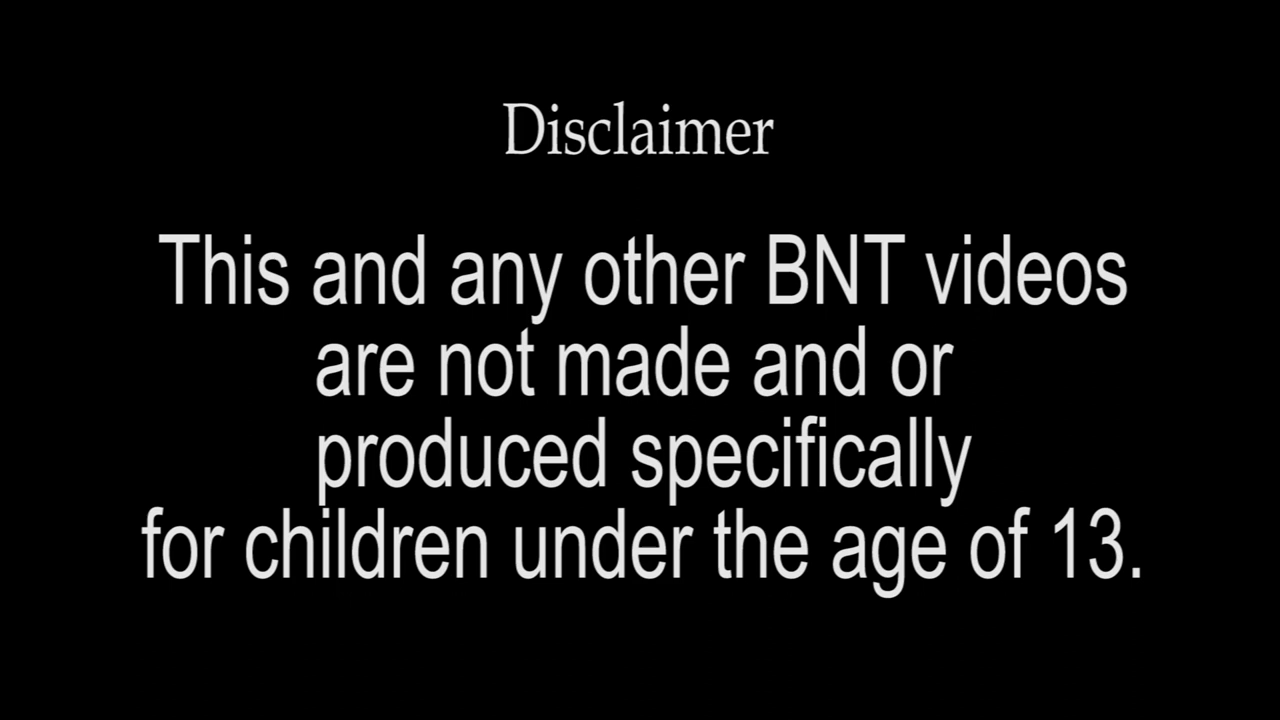 Disclaimer
This and any other BNT videos
are not made and or
produced specifically
for children under the age of 13.